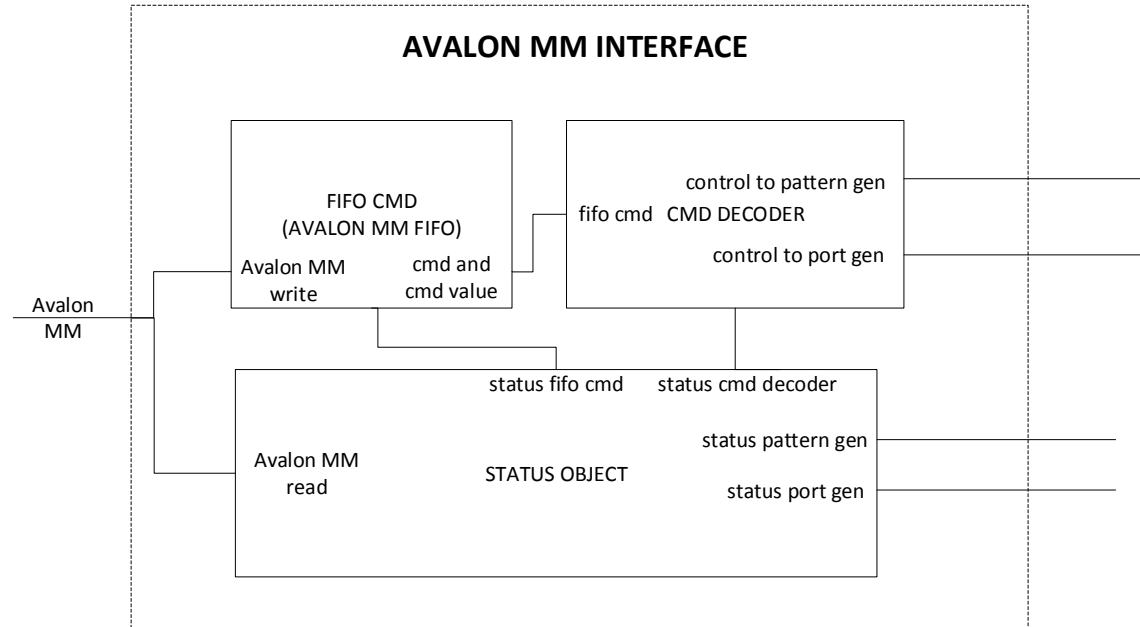 AVALON MM INTERFACE
FIFO CMD
(AVALON MM FIFO)
Avalon MM
write
cmd and
cmd value
control to pattern gen
fifo cmd
CMD DECODER
control to port gen
Avalon
MM
status fifo cmd
status cmd decoder
status pattern gen
Avalon MM
read
STATUS OBJECT
status port gen